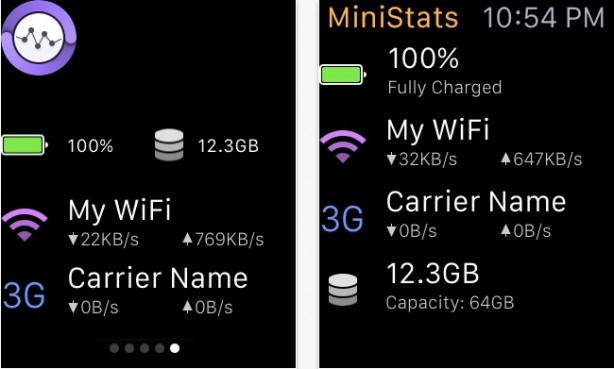 100% 12.3GB
My WiFi
22KB/s 769KB/s
3G Carrier Name
0B/s 0B/s
MiniStats 10:54 PM
100%
Fully Charged
My WiFi
32KB/s 647KB/s
3G Carrier Name
0B/s 0B/s
12.3GB
Capacity: 64GB